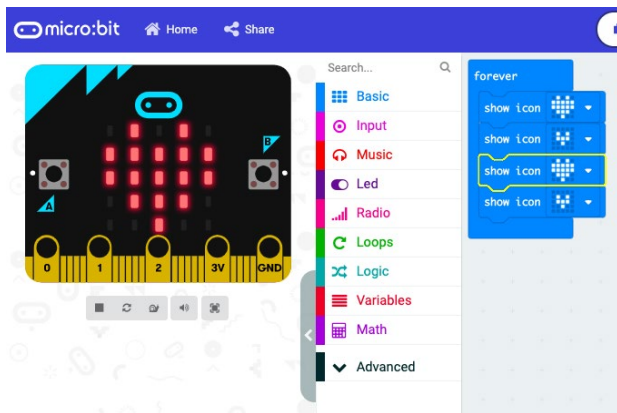 micro:bit Home Share
Search...
Basic
Input
Music
Led
Radio
Loops
Logic
Variables
Math
Advanced
B
A
0 1 2 3V GND
forever
show icon
show icon
show icon
show icon